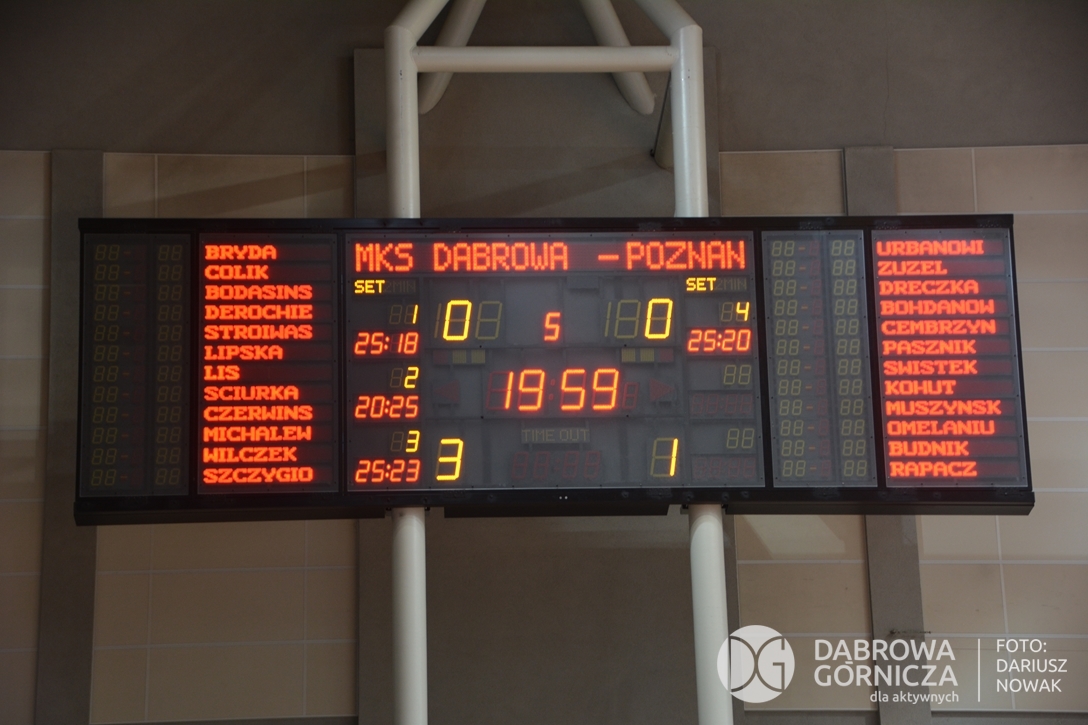 BRYDA
COLIK
BODASINS
DEROCHIE
STROIWAS
LIPSKA
LIS
SCIURKA
CZERWINS
MICHALEW
WILCZEK
SZCZYGIO
MKS DABROWA -POZNAN
SET SET
1 0 5 0 4
25:18 25:20
2 19 59
20:25
TIME OUT
3 3 1
25:23
URBANOWI
ZUZEL
DRECZKA
BOHDANOW
CEMBRZYN
PASZNIK
SWISTEK
KOHUT
MUSZYNSK
OMELANIU
BUDNIK
RAPACZ
DG DĄBROWA
GÓRNICZA
dla aktywnych
FOTO:
DARIUSZ
NOWAK